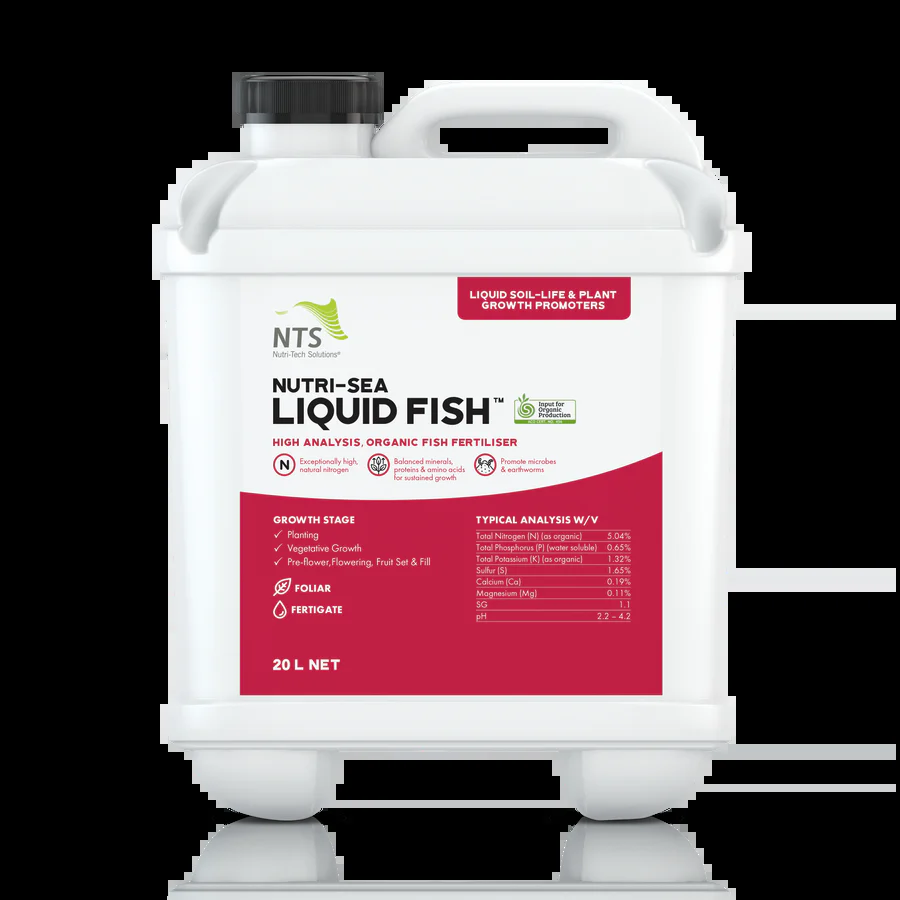 LIQUID SOIL-LIFE & PLANT
GROWTH PROMOTERS
NTS
Nutri-Tech Solutions®
NUTRI-SEA
LIQUID FISH™
Input for
Organic
Production
HIGH ANALYSIS, ORGANIC FISH FERTILISER
N
Exceptionally high,
natural nitrogen
Balanced minerals,
proteins & amino acids
for sustained growth
Promote microbes
& earthworms
GROWTH STAGE
✓ Planting
✓ Vegetative Growth
✓ Pre-flower,Flowering, Fruit Set & Fill
FOLIAR
FERTIGATE
20 L NET
TYPICAL ANALYSIS W/V
Total Nitrogen (N) (as organic) 5.04%
Total Phosphorus (P) (water soluble) 0.65%
Total Potassium (K) (as organic) 1.32%
Sulfur (S) 1.65%
Calcium (Ca) 0.19%
Magnesium (Mg) 0.11%
SG 1.1
pH 2.2 – 4.2